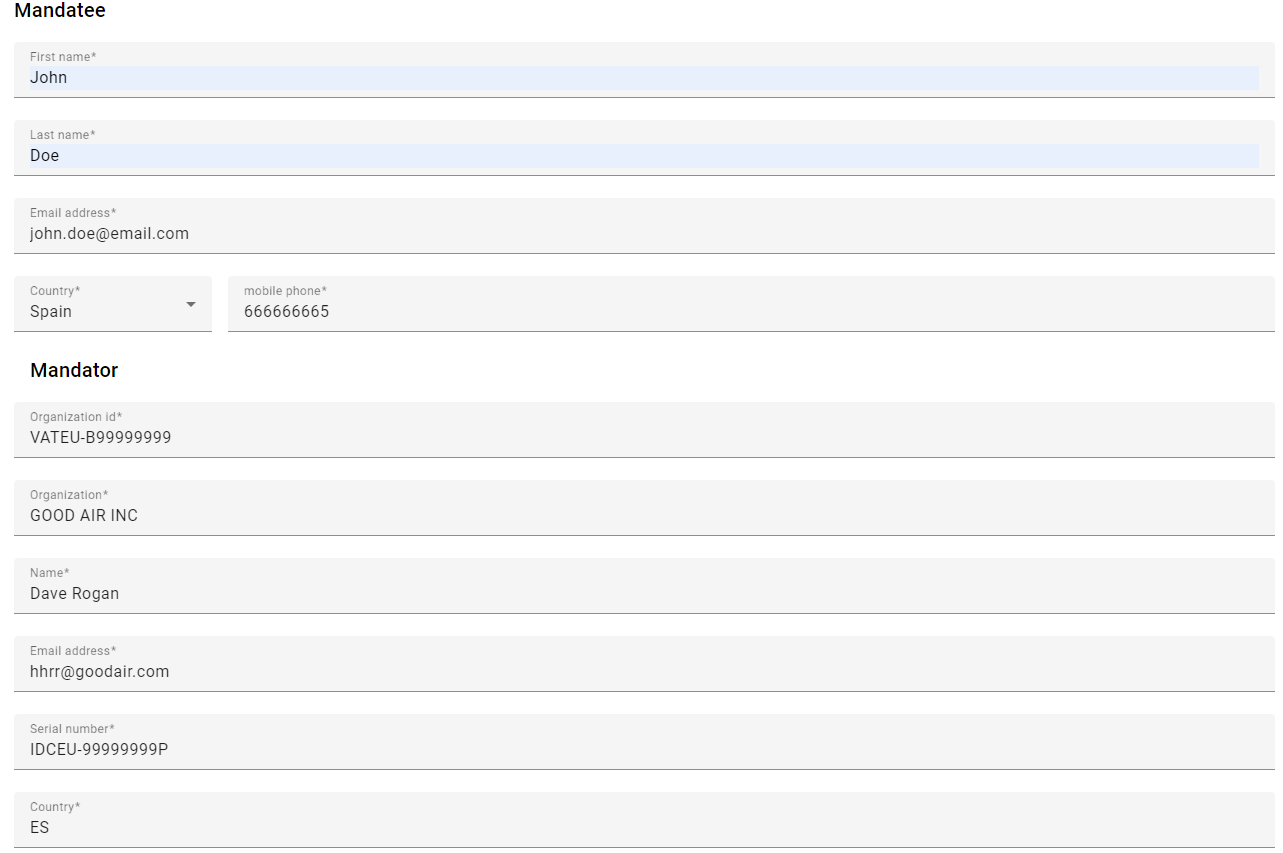 Mandatee
First name*
John
Last name*
Doe
Email address*
john.doe@email.com
Country*
Spain
mobile phone*
666666665
Mandator
Organization id*
VATEU-B99999999
Organization*
GOOD AIR INC
Name*
Dave Rogan
Email address*
hhrr@goodair.com
Serial number*
IDCEU-99999999P
Country*
ES